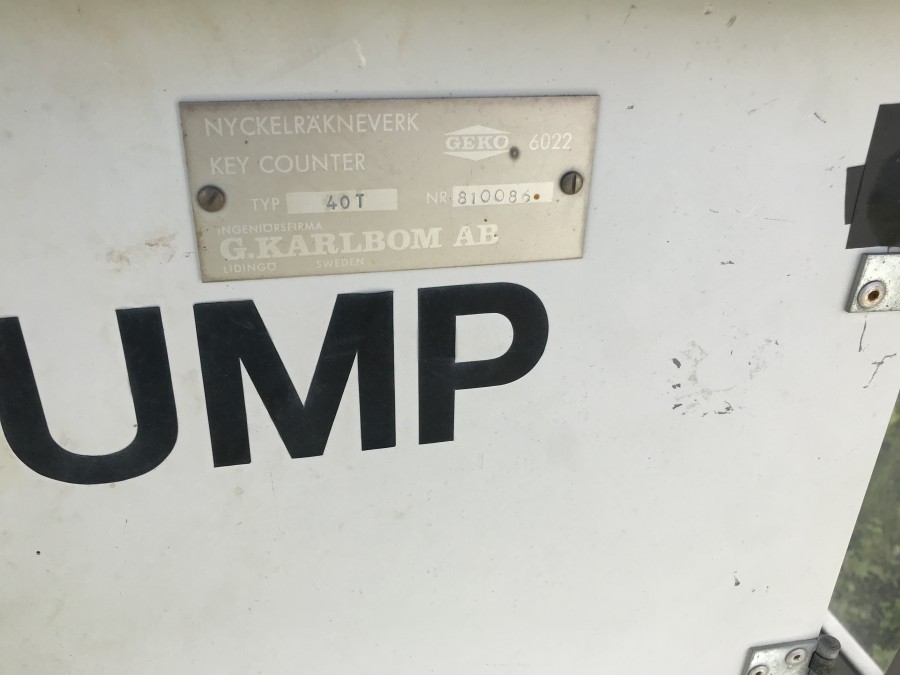 NYCKELRÄKNEVERK
GEKO 6022
KEY COUNTER
TYP 40T NR 810086
INGENIÖRSFIRMA
G.KARLBOM AB
LIDINGÖ SWEDEN
UMP